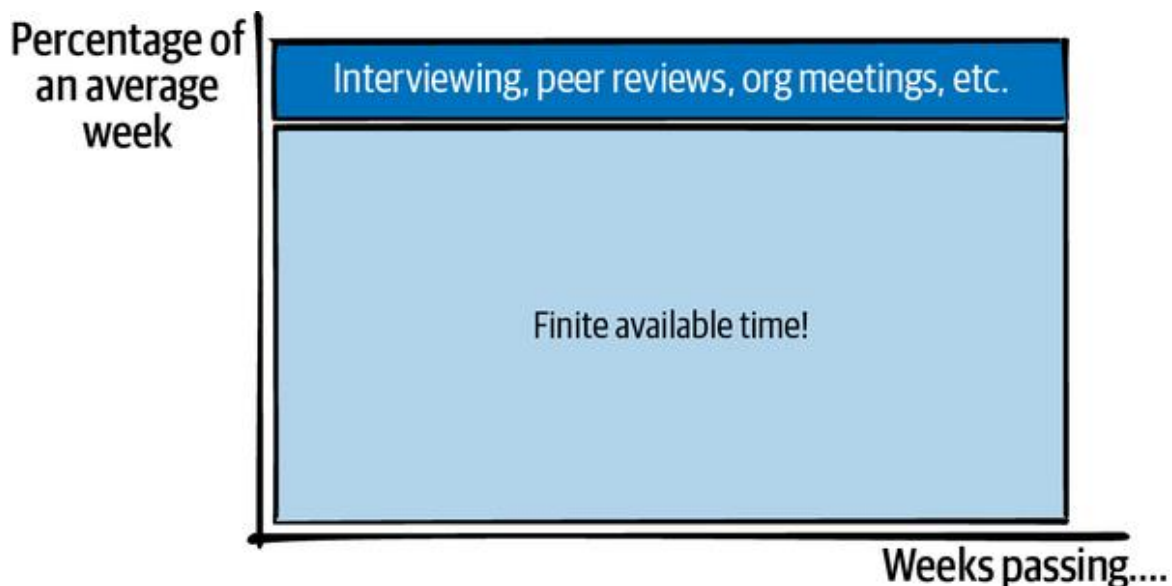 Percentage of
an average
week
Interviewing, peer reviews, org meetings, etc.
Finite available time!
Weeks passing....